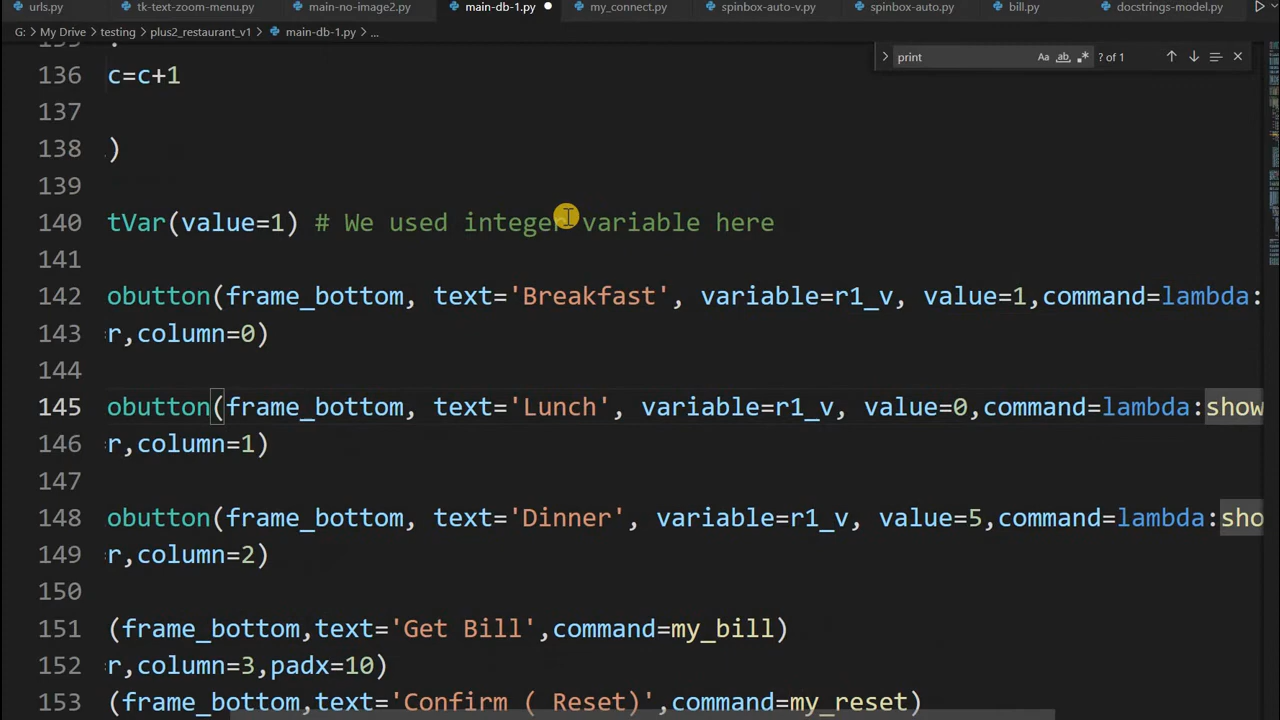 urls.py tk-text-zoom-menu.py main-no-image2.py main-db-1.py my_connect.py spinbox-auto-v.py spinbox-auto.py bill.py docstrings-model.py
G: > My Drive > testing > plus2_restaurant_v1 > main-db-1.py > ...
print Aa ab .* ? of 1
136 c=c+1
137
138 )
139
140 tVar(value=1) # We used integer variable here
141
142 obutton(frame_bottom, text='Breakfast', variable=r1_v, value=1,command=lambda:
143 r,column=0)
144
145 obutton(frame_bottom, text='Lunch', variable=r1_v, value=0,command=lambda:show
146 r,column=1)
147
148 obutton(frame_bottom, text='Dinner', variable=r1_v, value=5,command=lambda:sho
149 r,column=2)
150
151 (frame_bottom,text='Get Bill',command=my_bill)
152 r,column=3,padx=10)
153 (frame_bottom,text='Confirm ( Reset)',command=my_reset)